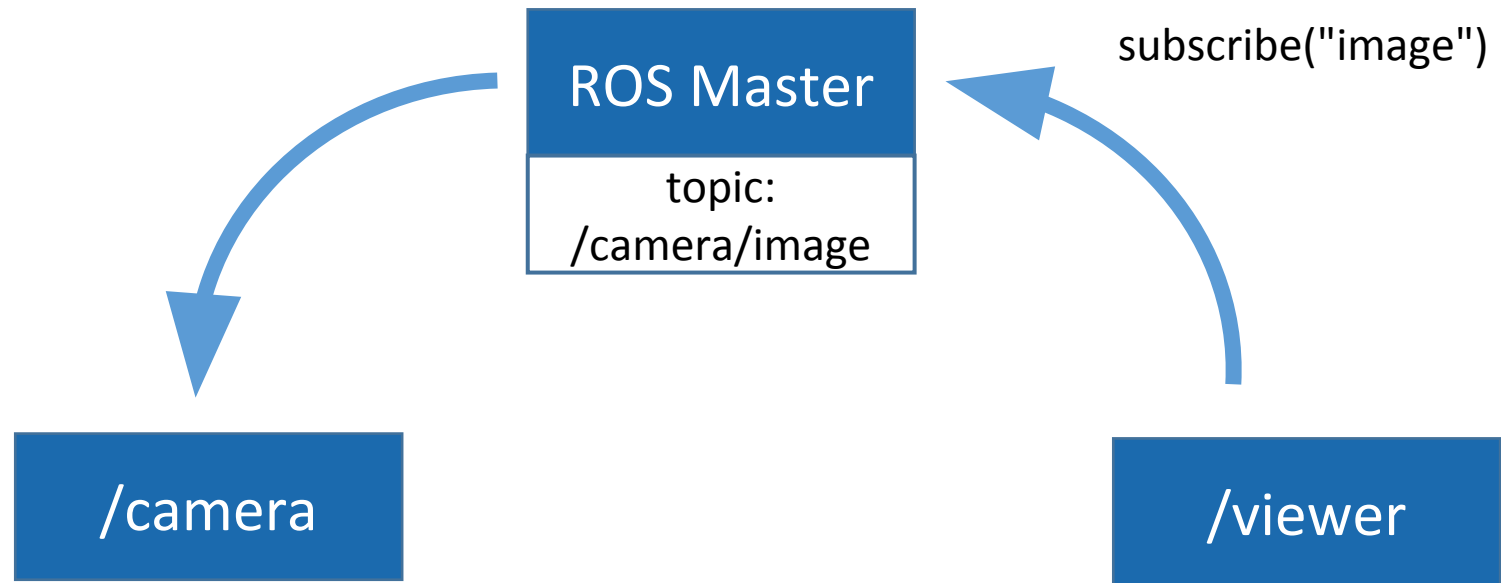 ROS Master
subscribe("image")
topic:
/camera/image
/camera
/viewer